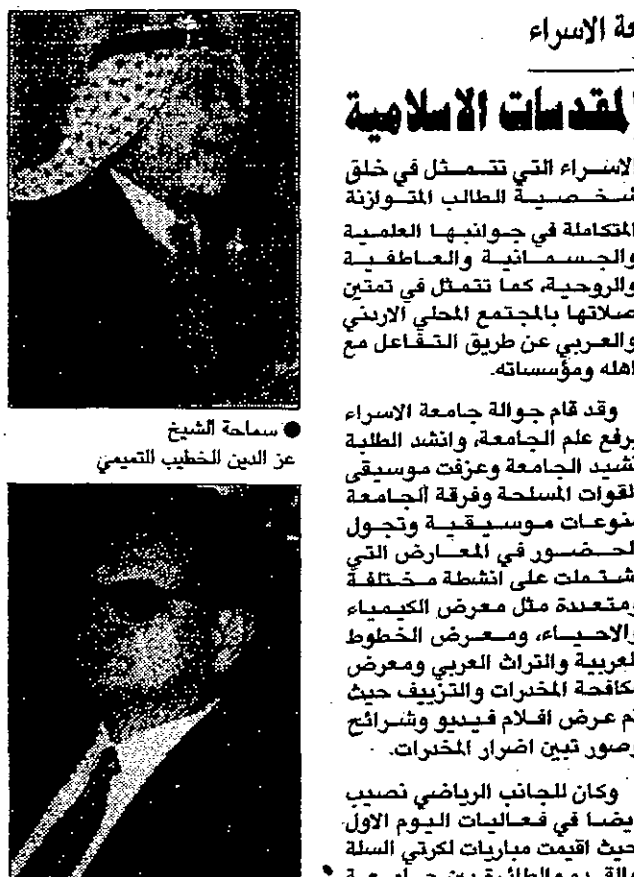 عة الاسراء
المقدسات الاسلامية
الاسراء التي تتمثل في خلق
شخصية الطالب المتوازنة
المتكاملة في جوانبها العلمية
والجسمانية والعاطفية
والروحية، كما تتمثل في تمتين
صلاتها بالمجتمع المحلي الاردني
والعربي عن طريق التفاعل مع
اهله ومؤسساته.
وقد قام جوالة جامعة الاسراء
برفع علم الجامعة، وانشد الطلبة
نشيد الجامعة وعزفت موسيقى
القوات المسلحة وفرقة الجامعة
منوعات موسيقية وتجول
الحضور في المعارض التي
اشتملت على انشطة مختلفة
ومتعددة مثل معرض الكيمياء
والاحياء، ومعرض الخطوط
العربية والتراث العربي ومعرض
مكافحة المخدرات والتزييف حيث
تم عرض افلام فيديو وشرائح
وصور تبين اضرار المخدرات.
وكان للجانب الرياضي نصيب
ايضا في فعاليات اليوم الاول
حيث اقيمت مباريات لكرتي السلة
● سماحة الشيخ
عز الدين الخطيب التميمي